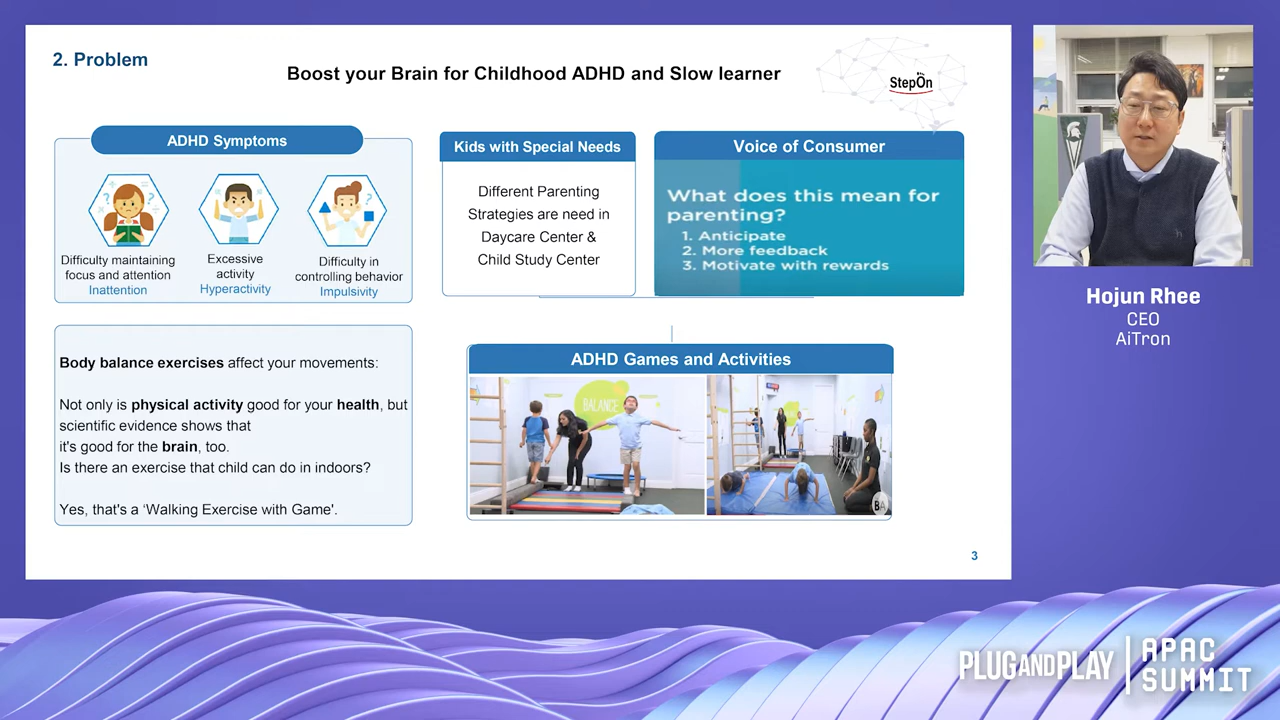 2. Problem
Boost your Brain for Childhood ADHD and Slow learner
StepOn
ADHD Symptoms
Difficulty maintaining
focus and attention
Inattention
Excessive
activity
Hyperactivity
Difficulty in
controlling behavior
Impulsivity
Kids with Special Needs
Different Parenting
Strategies are need in
Daycare Center &
Child Study Center
Voice of Consumer
What does this mean for
parenting?
1. Anticipate
2. More feedback
3. Motivate with rewards
Body balance exercises affect your movements:
Not only is physical activity good for your health, but
scientific evidence shows that
it's good for the brain, too.
Is there an exercise that child can do in indoors?
Yes, that's a ‘Walking Exercise with Game'.
ADHD Games and Activities
BALANCE
BA
3
Hojun Rhee
CEO
AiTron
PLUG AND PLAY
APAC
SUMMIT